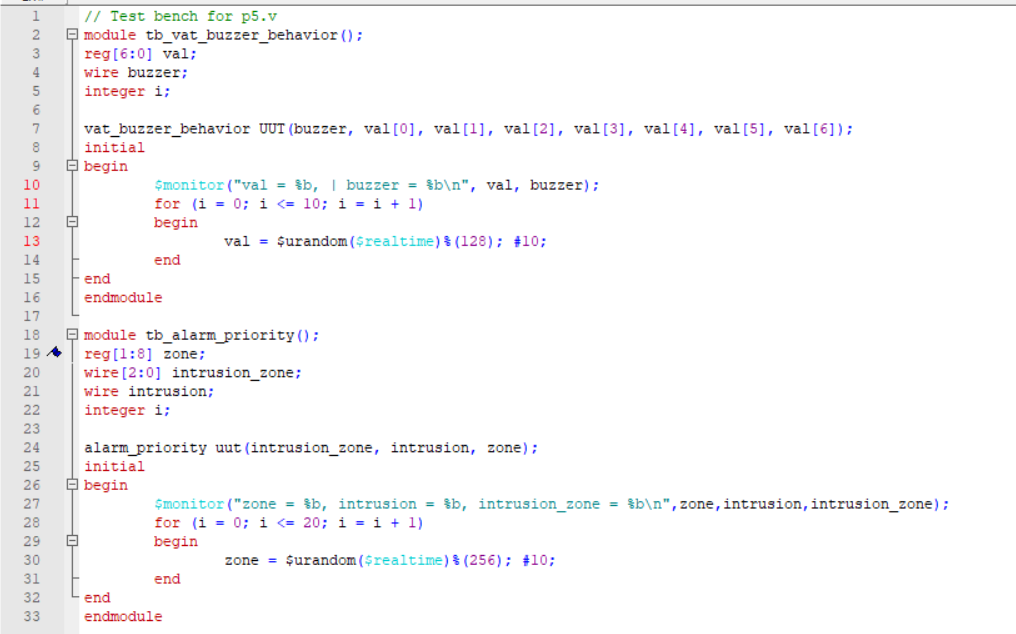 1 // Test bench for p5.v
2 module tb_vat_buzzer_behavior();
3 reg[6:0] val;
4 wire buzzer;
5 integer i;
6
7 vat_buzzer_behavior UUT(buzzer, val[0], val[1], val[2], val[3], val[4], val[5], val[6]);
8 initial
9 begin
10 $monitor("val = %b, | buzzer = %b\n", val, buzzer);
11 for (i = 0; i <= 10; i = i + 1)
12 begin
13 val = $urandom($realtime)%(128); #10;
14 end
15 end
16 endmodule
17
18 module tb_alarm_priority();
19 reg[1:8] zone;
20 wire[2:0] intrusion_zone;
21 wire intrusion;
22 integer i;
23
24 alarm_priority uut(intrusion_zone, intrusion, zone);
25 initial
26 begin
27 $monitor("zone = %b, intrusion = %b, intrusion_zone = %b\n",zone,intrusion,intrusion_zone);
28 for (i = 0; i <= 20; i = i + 1)
29 begin
30 zone = $urandom($realtime)%(256); #10;
31 end
32 end
33 endmodule